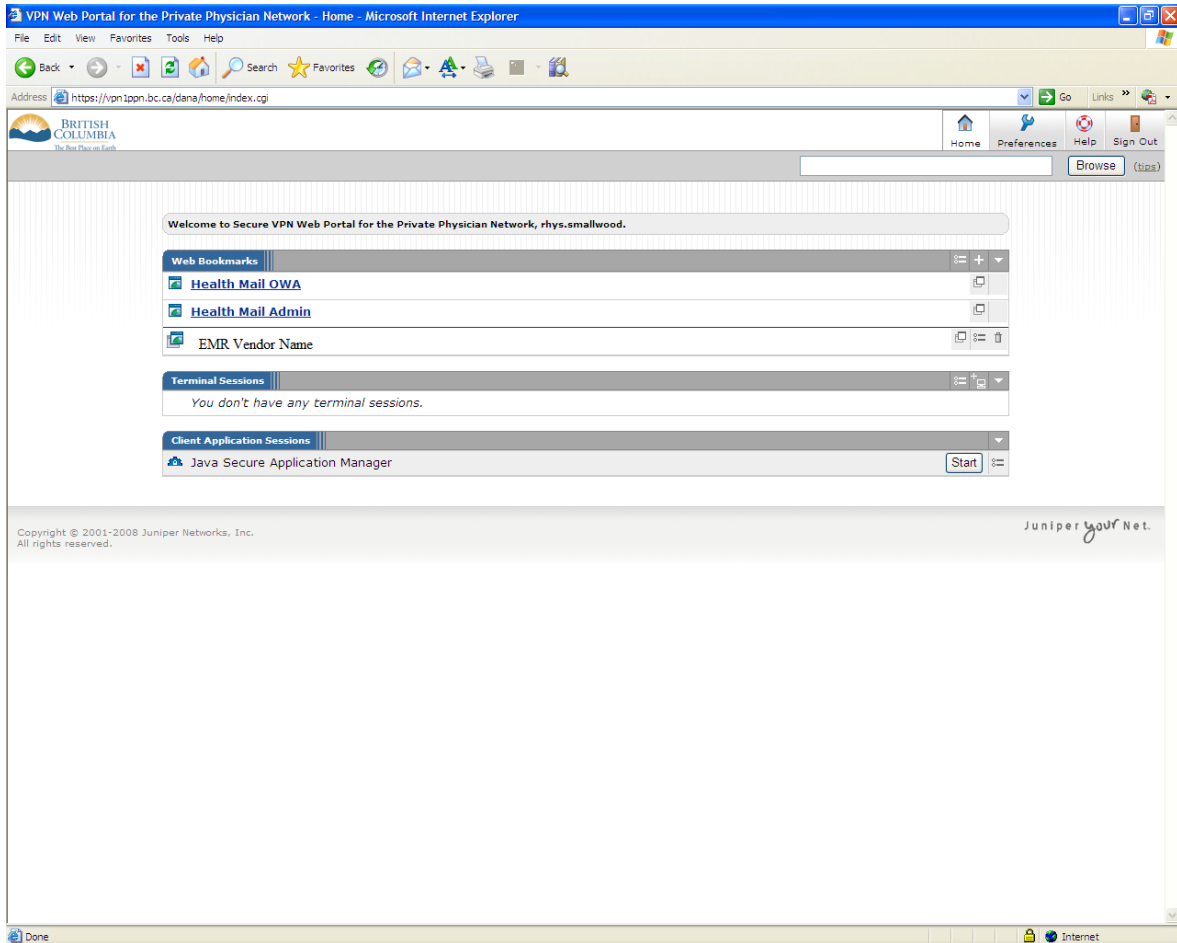 VPN Web Portal for the Private Physician Network - Home - Microsoft Internet Explorer
File Edit View Favorites Tools Help
Back Search Favorites
Address https://vpn1ppn.bc.ca/dana/home/index.cgi Go Links »
BRITISH
COLUMBIA
The Best Place on Earth
Home Preferences Help Sign Out
Browse (tips)
Welcome to Secure VPN Web Portal for the Private Physician Network, rhys.smallwood.
Web Bookmarks
Health Mail OWA
Health Mail Admin
EMR Vendor Name
Terminal Sessions
You don't have any terminal sessions.
Client Application Sessions
Java Secure Application Manager Start
Copyright © 2001-2008 Juniper Networks, Inc.
All rights reserved.
Juniper your Net.
Done Internet